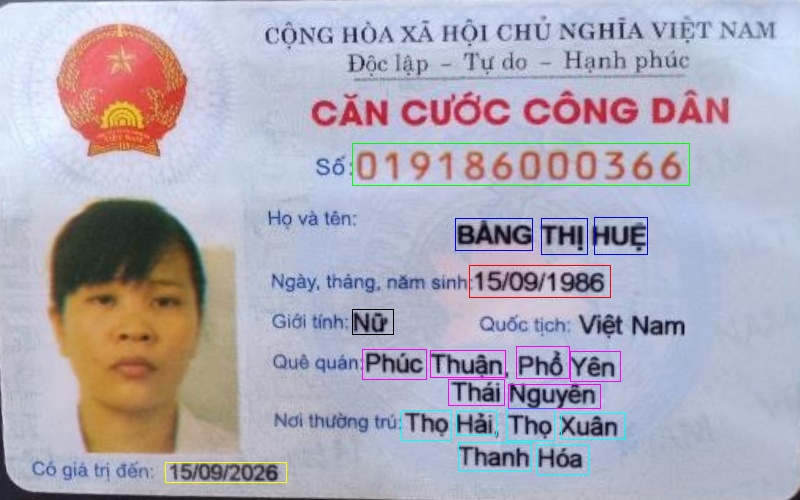 CỘNG HÒA XÃ HỘI CHỦ NGHĨA VIỆT NAM
Độc lập - Tự do - Hạnh phúc
CĂN CƯỚC CÔNG DÂN
Số: 019186000366
Họ và tên:
BÀNG THỊ HUỆ
Ngày, tháng, năm sinh: 15/09/1986
Giới tính: Nữ Quốc tịch: Việt Nam
Quê quán: Phúc Thuận, Phổ Yên
Thái Nguyên
Nơi thường trú: Thọ Hải, Thọ Xuân
Thanh Hóa
Có giá trị đến: 15/09/2026